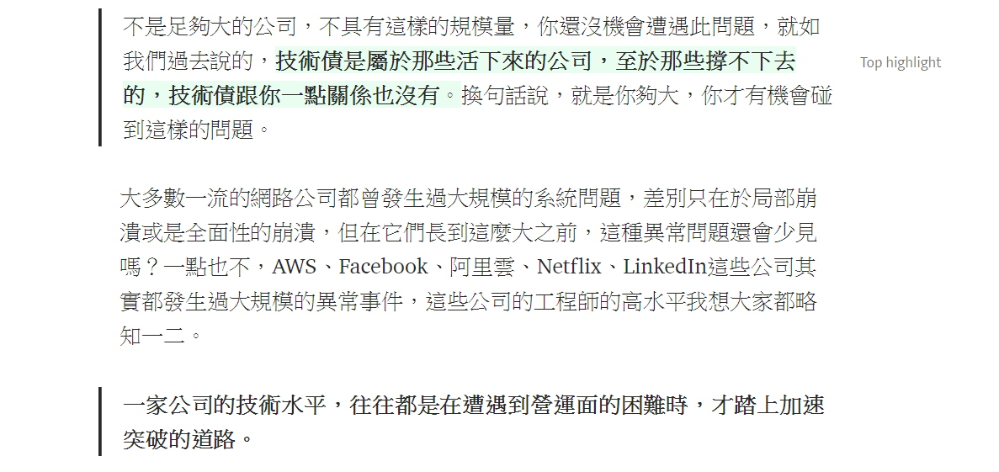 不是足夠大的公司，不具有這樣的規模量，你還沒機會遭遇此問題，就如
我們過去說的，技術債是屬於那些活下來的公司，至於那些撐不下去
的，技術債跟你一點關係也沒有。換句話說，就是你夠大，你才有機會碰
到這樣的問題。
Top highlight
大多數一流的網路公司都曾發生過大規模的系統問題，差別只在於局部崩
潰或是全面性的崩潰，但在它們長到這麼大之前，這種異常問題還會少見
嗎？一點也不，AWS、Facebook、阿里雲、Netflix、LinkedIn這些公司其
實都發生過大規模的異常事件，這些公司的工程師的高水平我想大家都略
知一二。
一家公司的技術水平，往往都是在遭遇到營運面的困難時，才踏上加速
突破的道路。